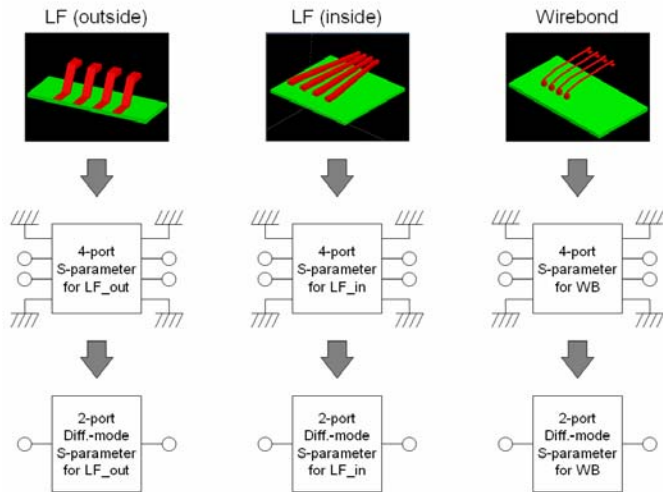 LF (outside)
LF (inside)
Wirebond
4-port
S-parameter
for LF_out
4-port
S-parameter
for LF_in
4-port
S-parameter
for WB
2-port
Diff.-mode
S-parameter
for LF_out
2-port
Diff.-mode
S-parameter
for LF_in
2-port
Diff.-mode
S-parameter
for WB